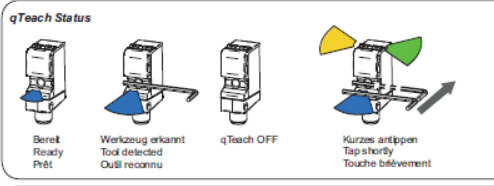 qTeach Status
Bereit
Ready
Prêt
Werkzeug erkannt
Tool detected
Outil reconnu
qTeach OFF
Kurzes antippen
Tap shortly
Touche brièvement